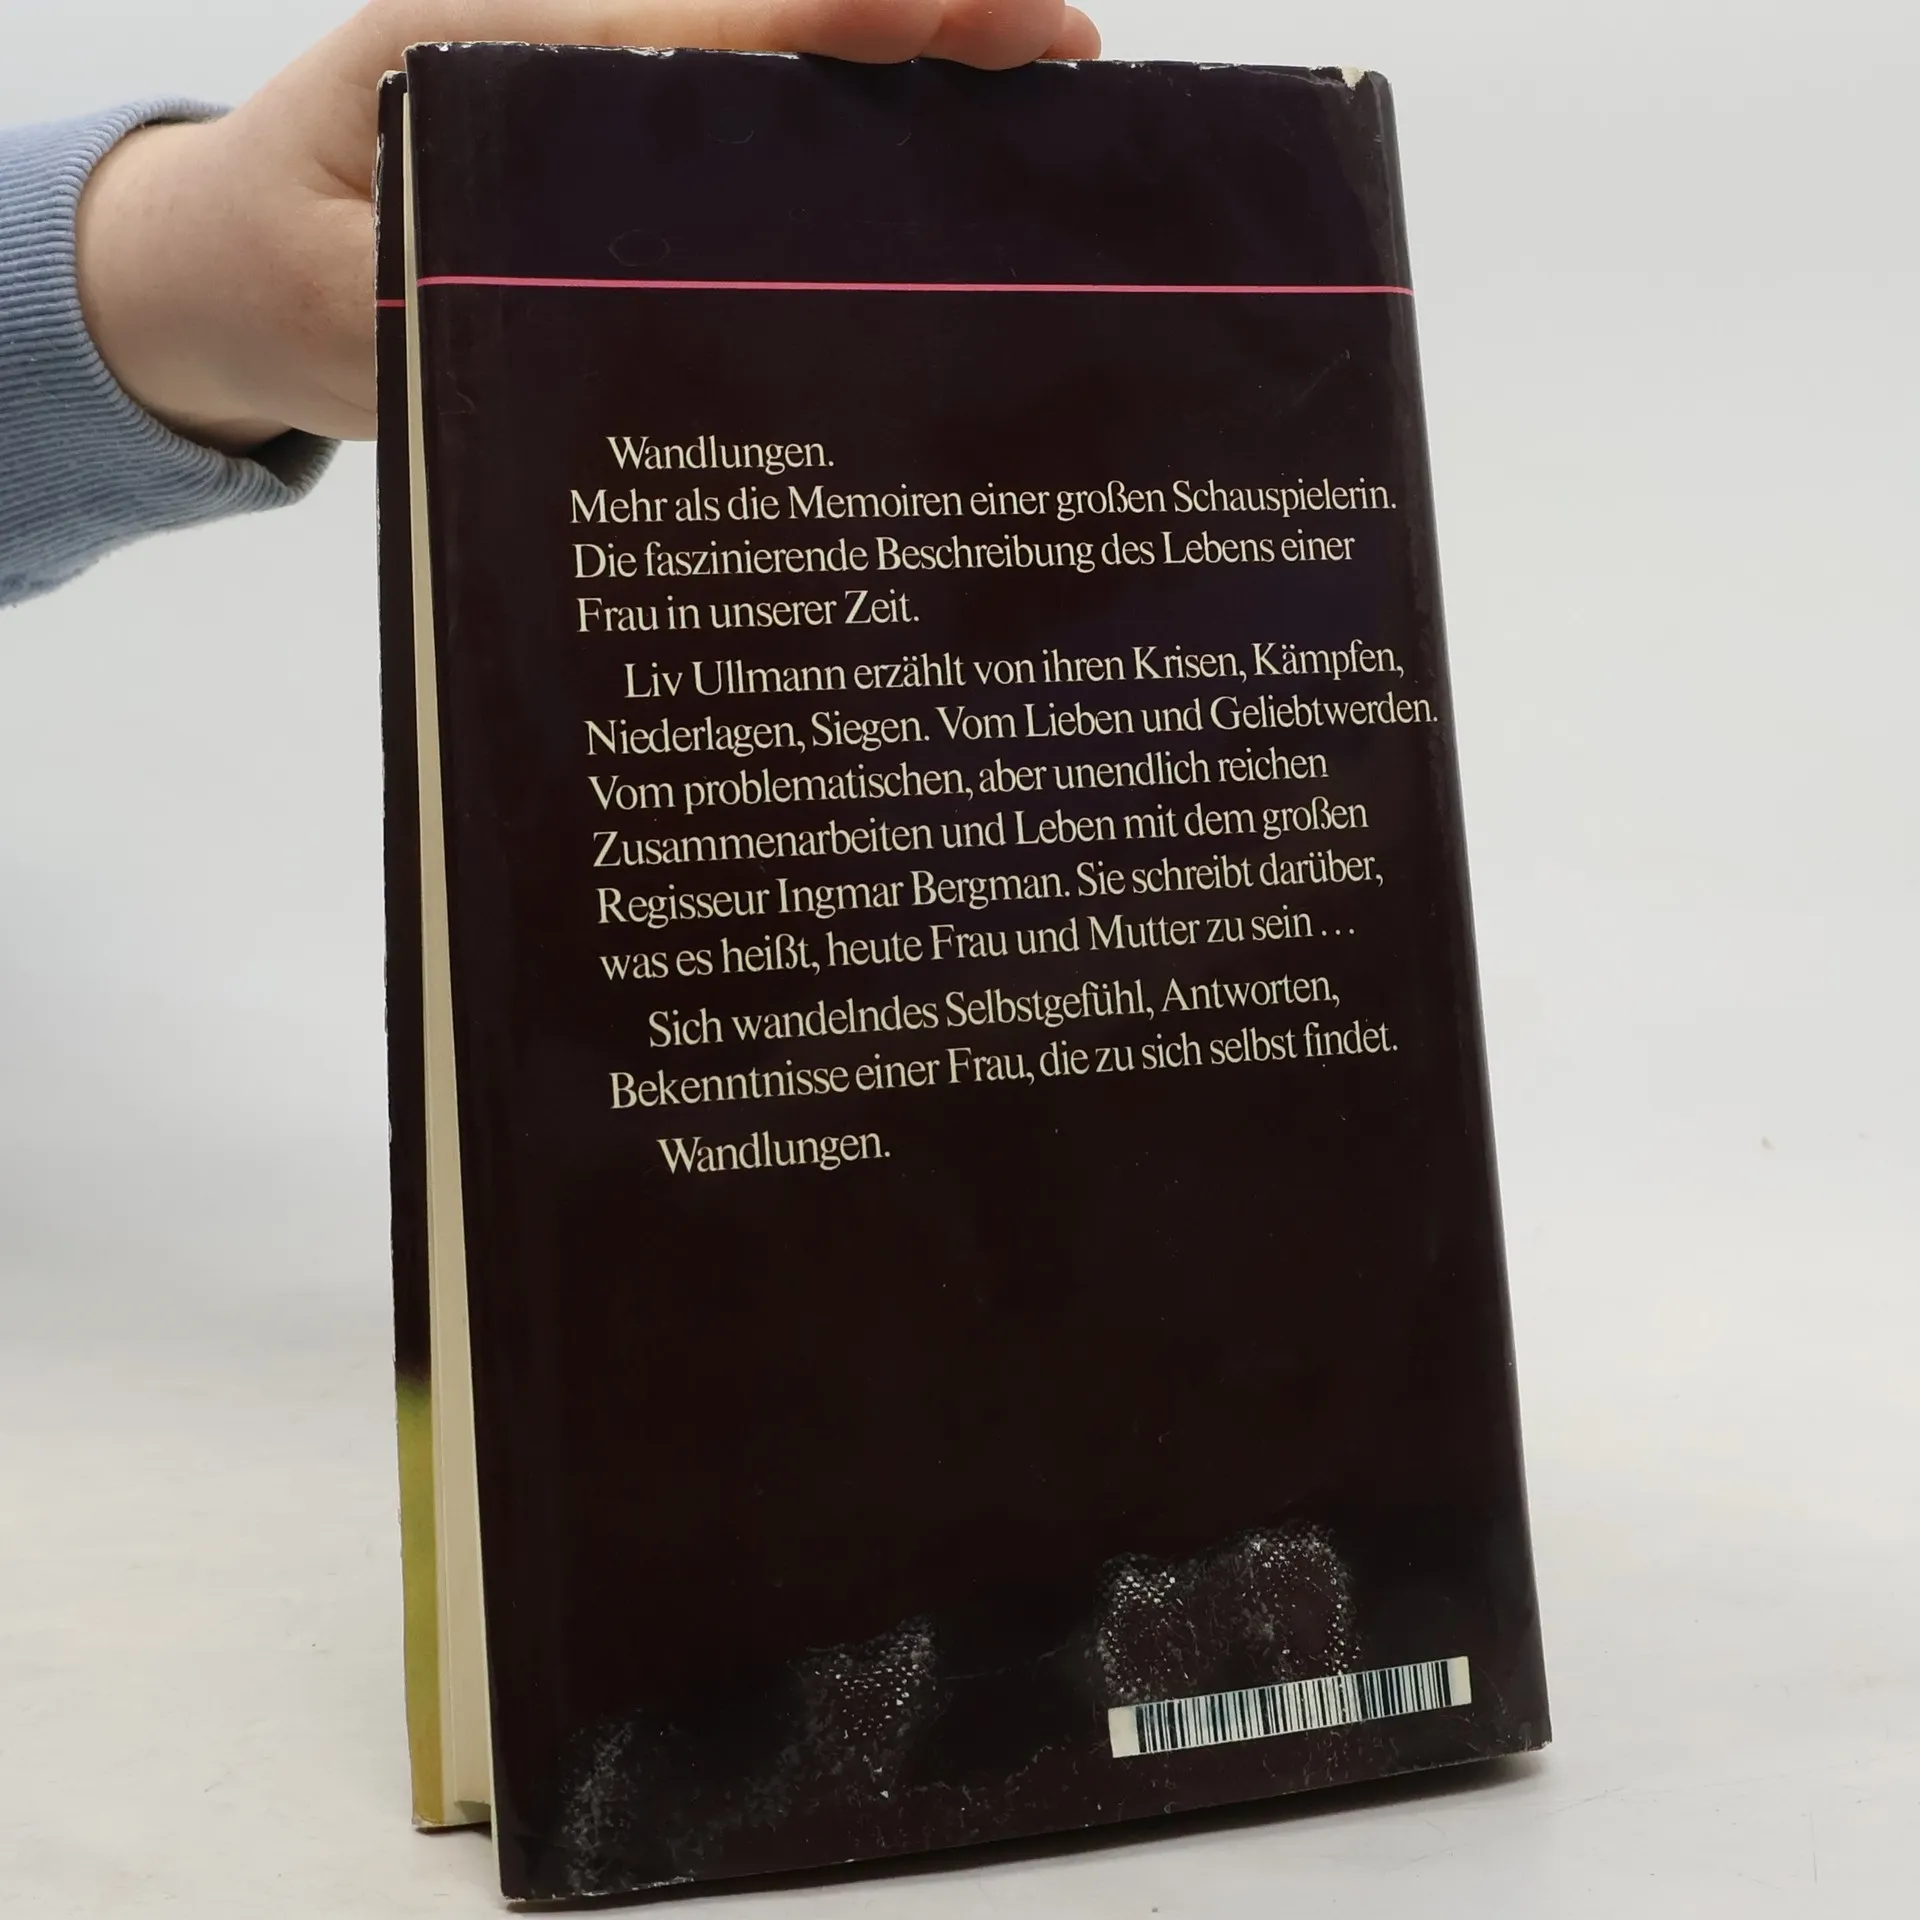 Wandlungen.
Mehr als die Memoiren einer großen Schauspielerin.
Die faszinierende Beschreibung des Lebens einer
Frau in unserer Zeit.
Liv Ullmann erzählt von ihren Krisen, Kämpfen,
Niederlagen, Siegen. Vom Lieben und Geliebtwerden.
Vom problematischen, aber unendlich reichen
Zusammenarbeiten und Leben mit dem großen
Regisseur Ingmar Bergman. Sie schreibt darüber,
was es heißt, heute Frau und Mutter zu sein ...
Sich wandelndes Selbstgefühl, Antworten,
Bekenntnisse einer Frau, die zu sich selbst findet.
Wandlungen.